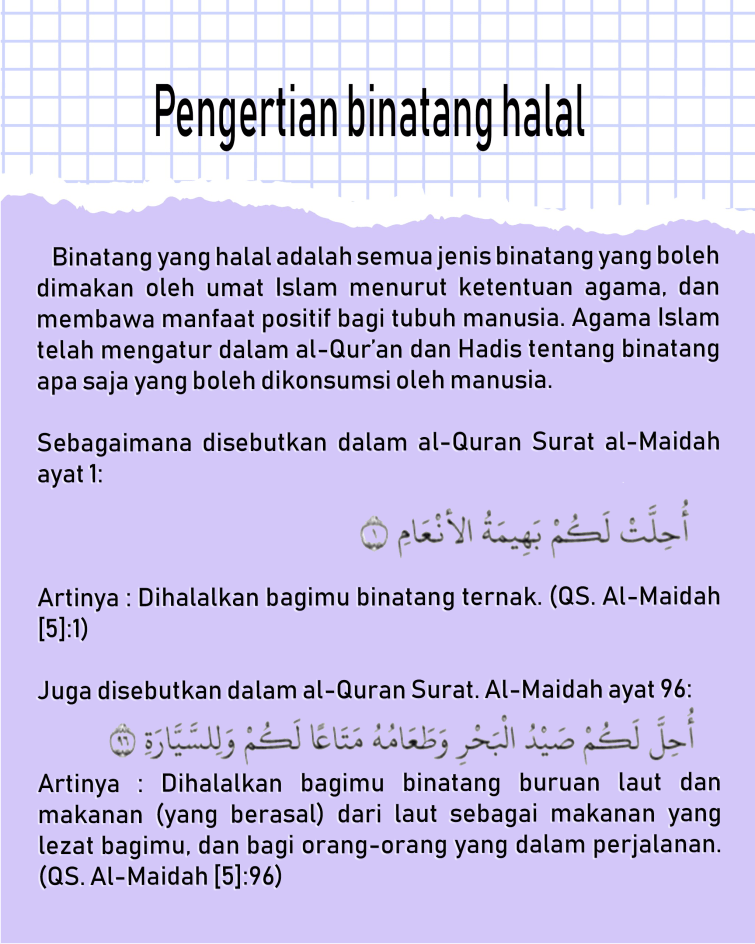 Pengertian binatang halal
Binatang yang halal adalah semua jenis binatang yang boleh
dimakan oleh umat Islam menurut ketentuan agama, dan
membawa manfaat positif bagi tubuh manusia. Agama Islam
telah mengatur dalam al-Qur’an dan Hadis tentang binatang
apa saja yang boleh dikonsumsi oleh manusia.
Sebagaimana disebutkan dalam al-Quran Surat al-Maidah
ayat 1:
أُحِلَّتْ لَكُمْ بَهِيمَةُ الأَنْعَامِ ١
Artinya : Dihalalkan bagimu binatang ternak. (QS. Al-Maidah
[5]:1)
Juga disebutkan dalam al-Quran Surat. Al-Maidah ayat 96:
أُحِلَّ لَكُمْ صَيْدُ الْبَحْرِ وَطَعَامُهُ مَتَاعًا لَكُمْ وَلِلسَّيَّارَةِ ٩٦
Artinya : Dihalalkan bagimu binatang buruan laut dan
makanan (yang berasal) dari laut sebagai makanan yang
lezat bagimu, dan bagi orang-orang yang dalam perjalanan.
(QS. Al-Maidah [5]:96)